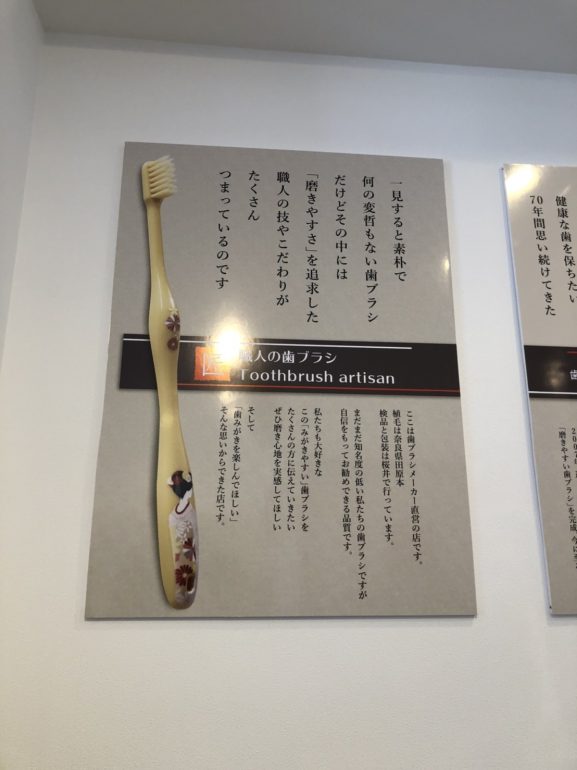 一見すると素朴で
何の変哲もない歯ブラシ
だけどその中には
「磨きやすさ」を追求した
職人の技やこだわりが
たくさん
つまっているのです
匠
職人の歯ブラシ
Toothbrush artisan
ここは歯ブラシメーカー直営の店です。
植毛は奈良県田原本
検品と包装は桜井で行っています。
まだまだ知名度の低い私たちの歯ブラシですが
自信をもってお勧めできる品質です。
私たちも大好きな
この「みがきやすい」歯ブラシを
たくさんの方に伝えていきたい
ぜひ磨き心地を実感してほしい
そして
「歯みがきを楽しんでほしい」
そんな思いからできた店です。
健康な歯を保ちたい
70年間思い続けてきた
歯
「磨きやすい歯ブラシ」を完成